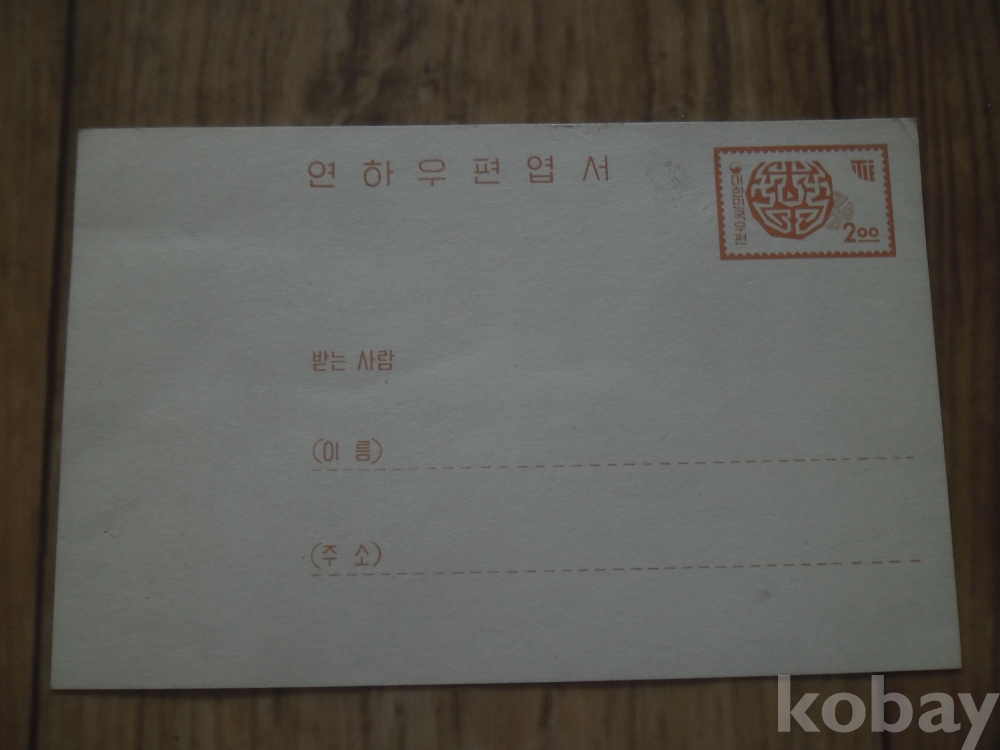 연하우편엽서
대한민국우편
2.00
받는 사람
(이 름)
(주 소)
kobay